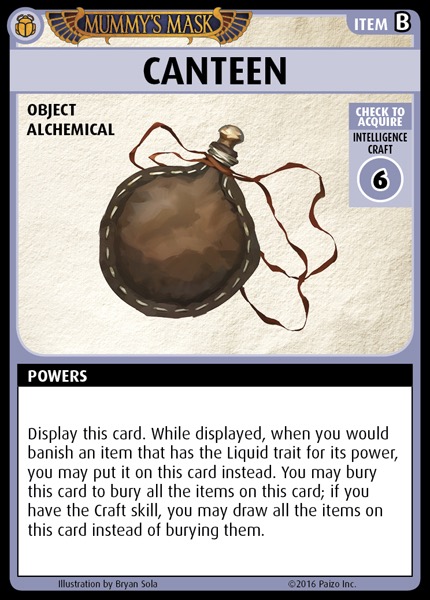 MUMMY'S MASK
ITEM B
CANTEEN
OBJECT
ALCHEMICAL
CHECK TO
ACQUIRE
INTELLIGENCE
CRAFT
6
POWERS
Display this card. While displayed, when you would
banish an item that has the Liquid trait for its power,
you may put it on this card instead. You may bury
this card to bury all the items on this card; if you
have the Craft skill, you may draw all the items on
this card instead of burying them.
Illustration by Bryan Sola
©2016 Paizo Inc.